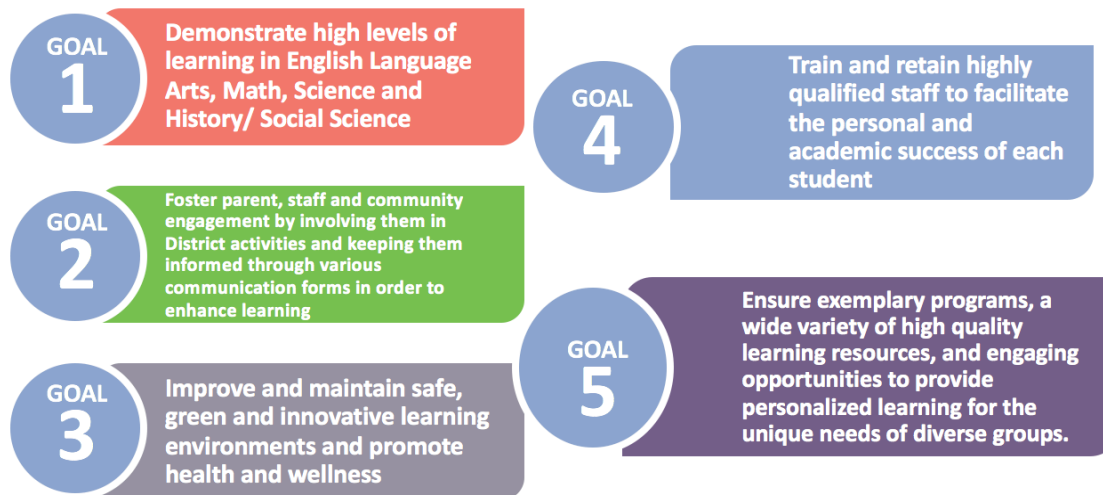 GOAL
1
Demonstrate high levels of
learning in English Language
Arts, Math, Science and
History/ Social Science
GOAL
2
Foster parent, staff and community
engagement by involving them in
District activities and keeping them
informed through various
communication forms in order to
enhance learning
GOAL
3
Improve and maintain safe,
green and innovative learning
environments and promote
health and wellness
GOAL
4
Train and retain highly
qualified staff to facilitate
the personal and
academic success of each
student
GOAL
5
Ensure exemplary programs, a
wide variety of high quality
learning resources, and engaging
opportunities to provide
personalized learning for the
unique needs of diverse groups.